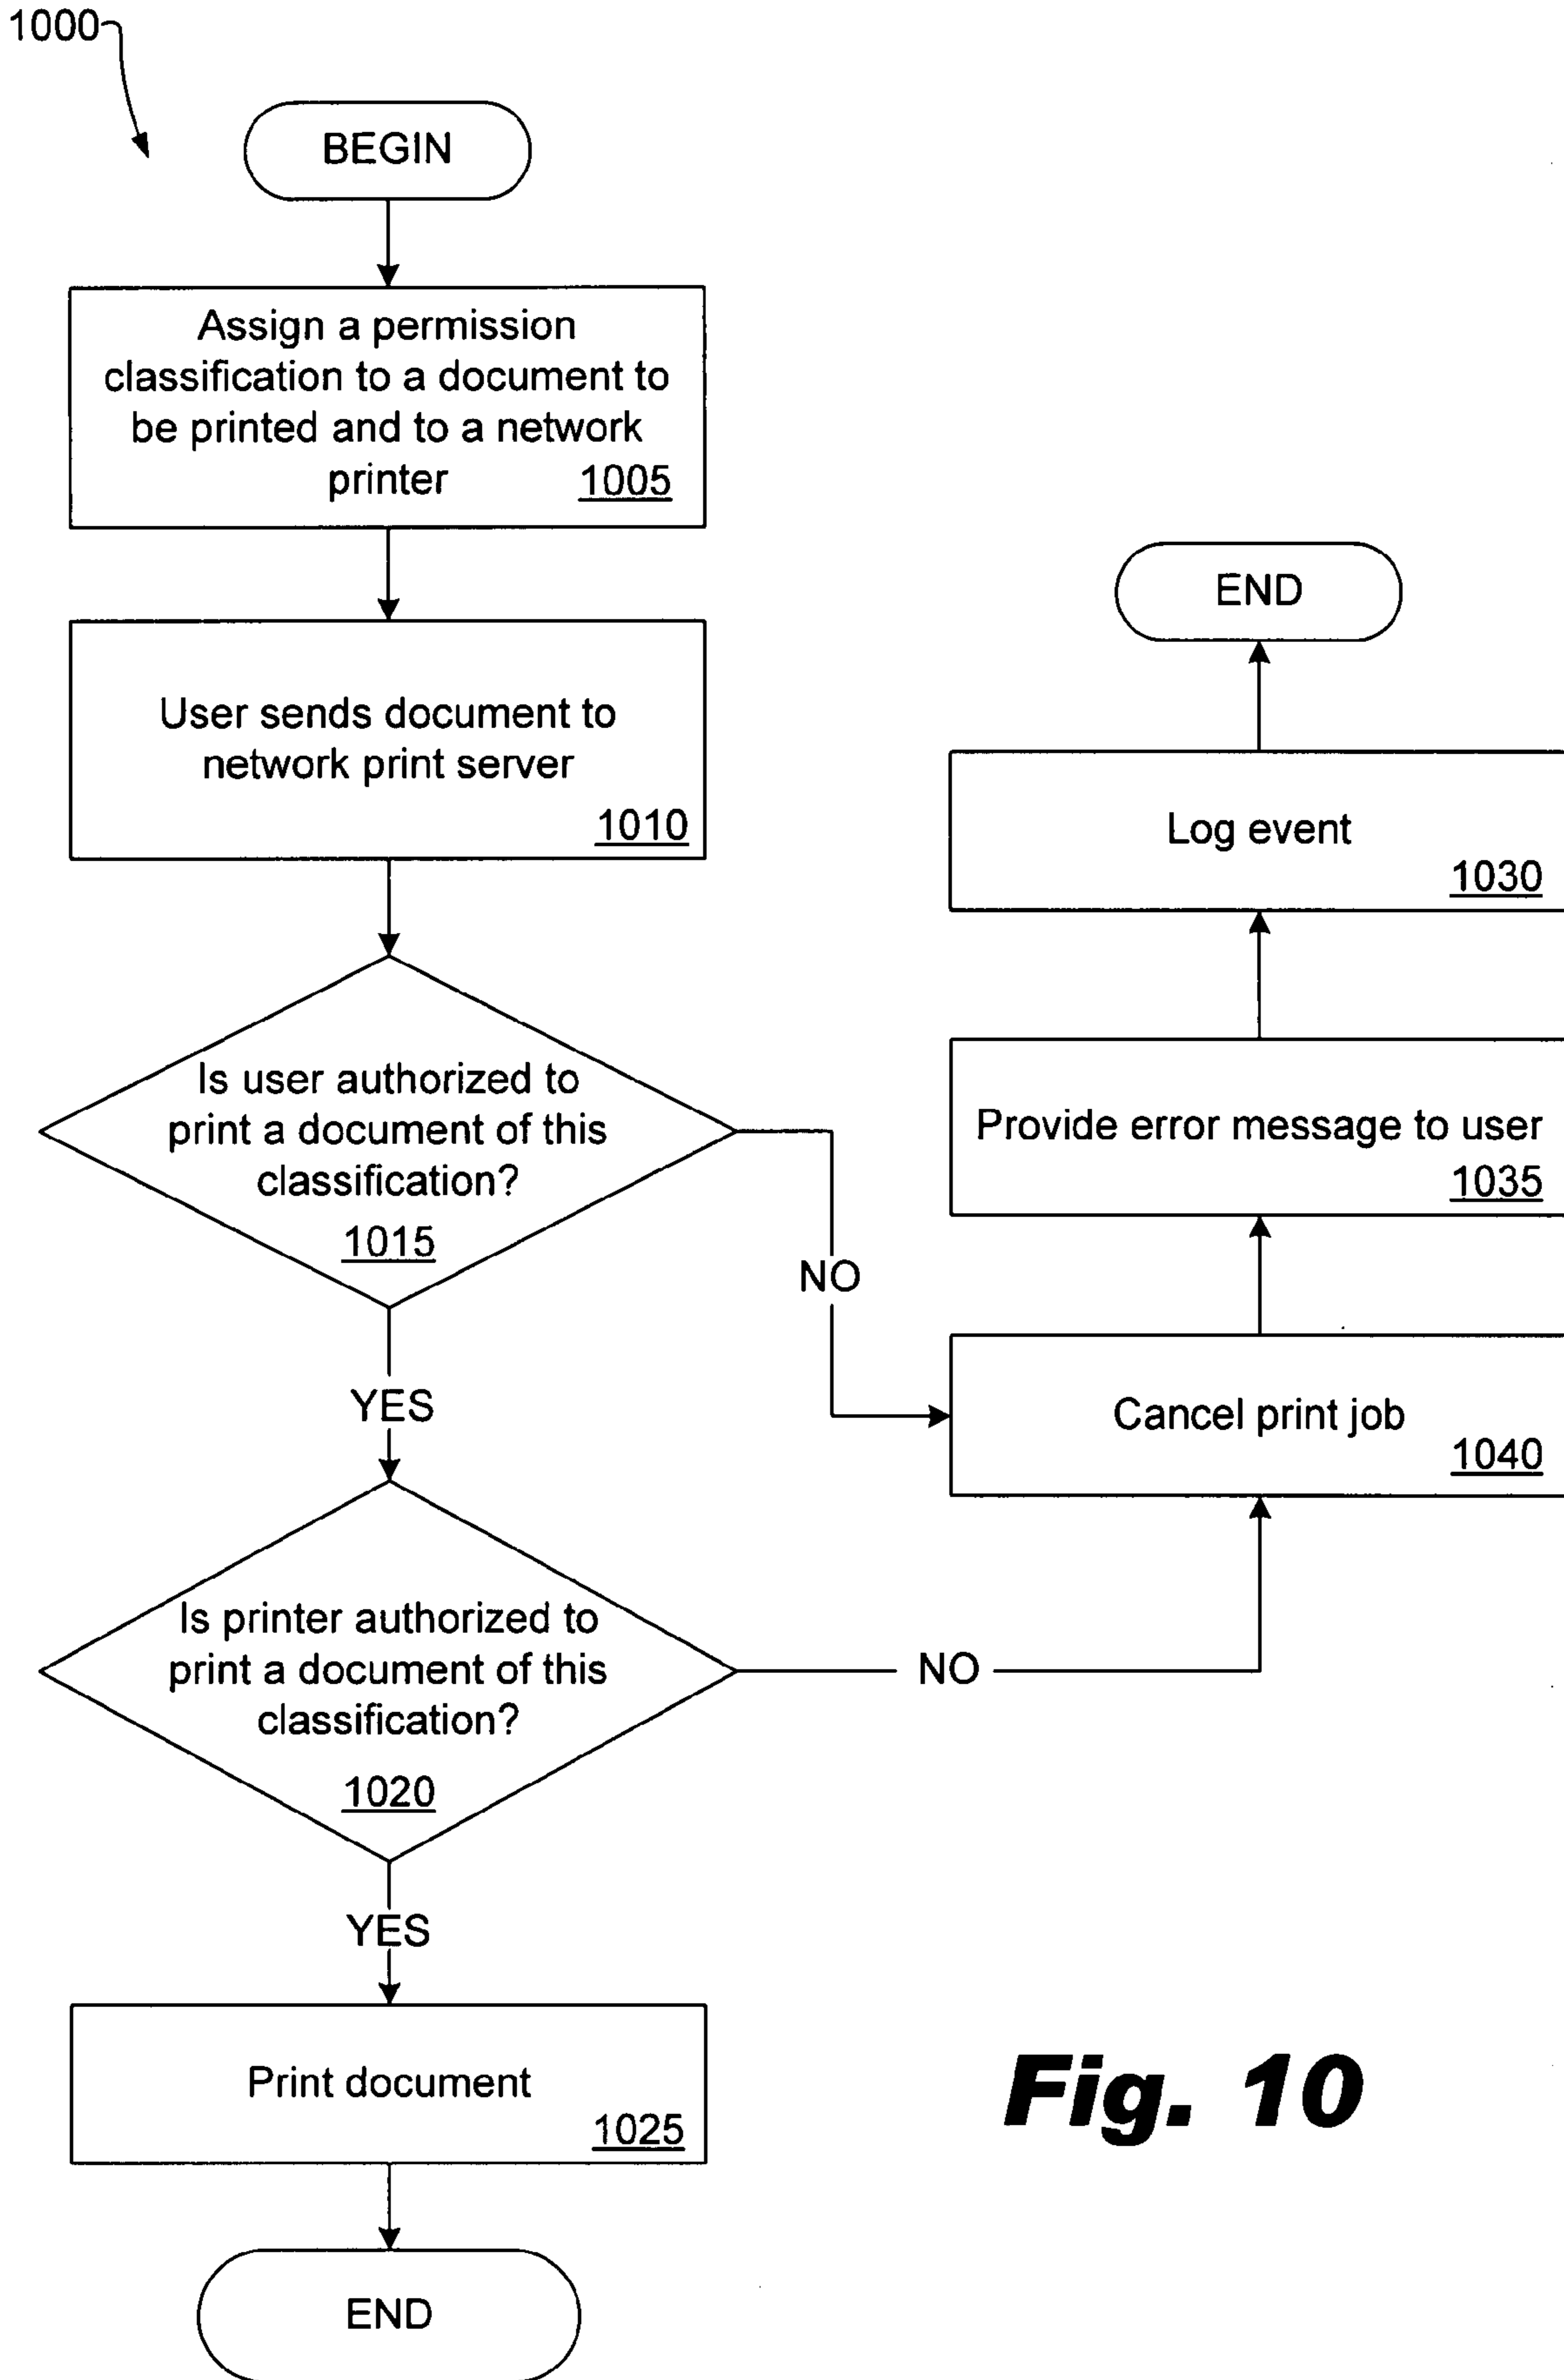 1000
BEGIN
Assign a permission
classification to a document to
be printed and to a network
printer 1005
User sends document to
network print server
1010
Is user authorized to
print a document of this
classification?
1015
NO
YES
Is printer authorized to
print a document of this
classification?
1020
NO
YES
Print document
1025
END
END
Log event
1030
Provide error message to user
1035
Cancel print job
1040
Fig. 10